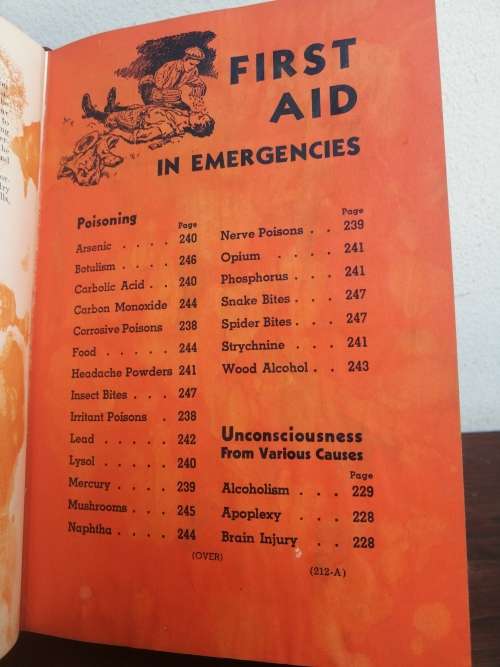 FIRST
AID
IN EMERGENCIES
Poisoning
Page
Arsenic . . . . 240
Botulism . . . . 246
Carbolic Acid . . 240
Carbon Monoxide 244
Corrosive Poisons 238
Food . . . . . 244
Headache Powders 241
Insect Bites . . . 247
Irritant Poisons . 238
Lead . . . . . 242
Lysol . . . . . 240
Mercury . . . . 239
Mushrooms . . . 245
Naphtha . . . . 244
Page
Nerve Poisons . . 239
Opium . . . . 241
Phosphorus . . . 241
Snake Bites . . . 247
Spider Bites . . . 247
Strychnine . . . 241
Wood Alcohol . . 243
Unconsciousness
From Various Causes
Page
Alcoholism . . . 229
Apoplexy . . . 228
Brain Injury . . 228
(OVER)
(212-A)